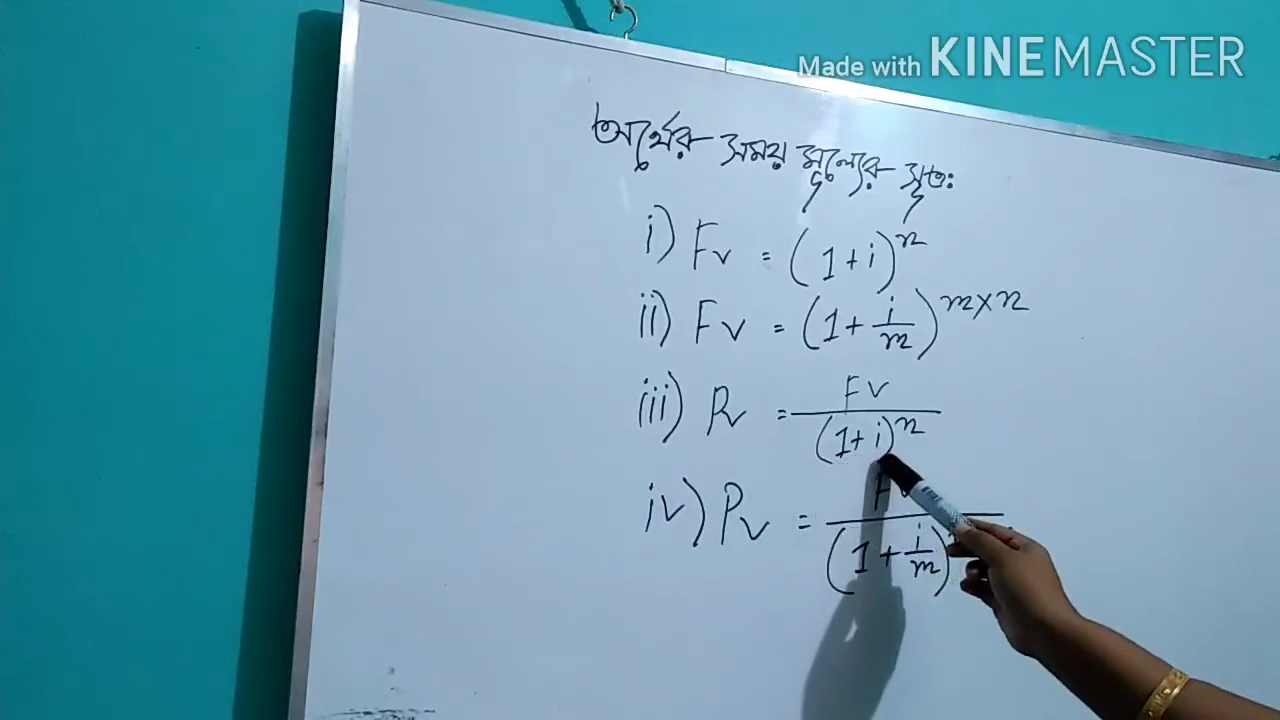 Made with KINEMASTER
অর্থের সময় মূল্যের সূত্রঃ
i) Fv = (1+i)^n
ii) Fv = (1+i/m)^m×n
iii) Pv = Fv/(1+i)^n
iv) Pv = F/(1+i/m)